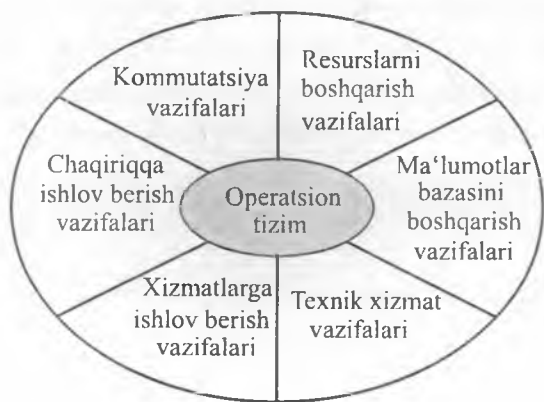 Kommutatsiya
vazifalari
Resurslarni
boshqarish
vazifalari
Chaqiriqqa
ishlov berish
vazifalari
Operatsion
tizim
Ma‘lumotlar
bazasini
boshqarish
vazifalari
Xizmatlarga
ishlov berish
vazifalari
Texnik xizmat
vazifalari